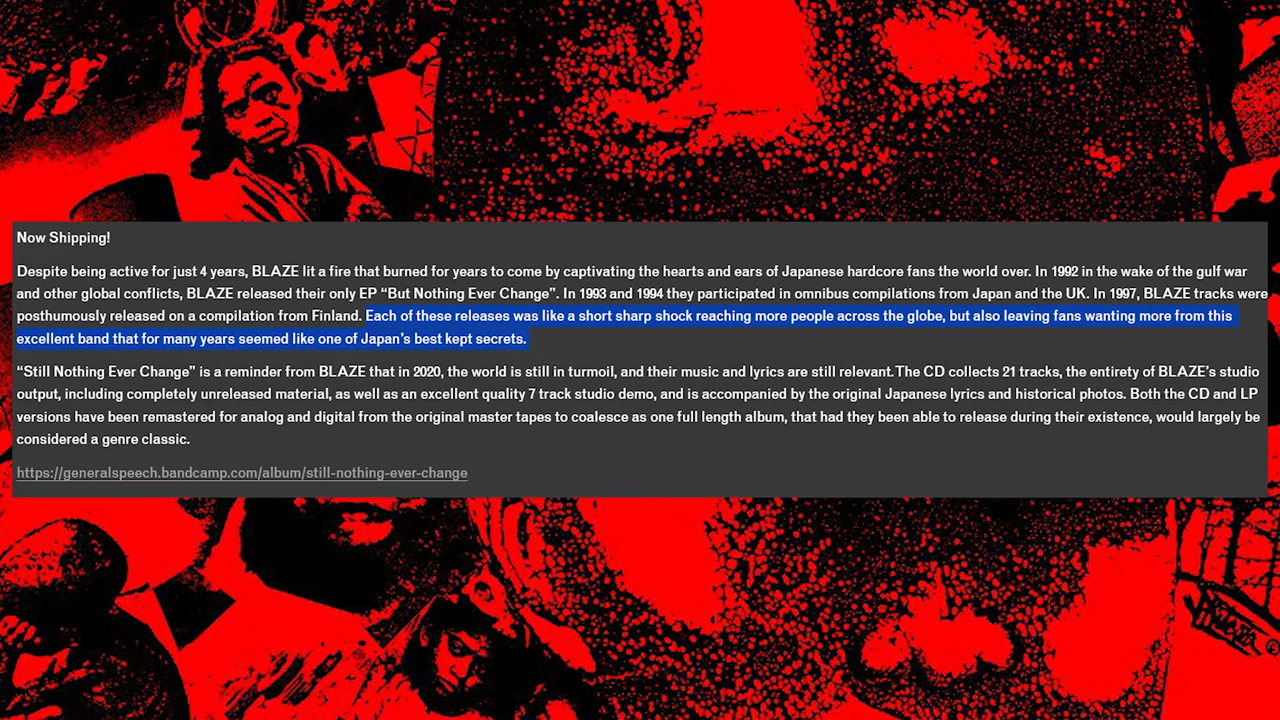 Now Shipping!
Despite being active for just 4 years, BLAZE lit a fire that burned for years to come by captivating the hearts and ears of Japanese hardcore fans the world over. In 1992 in the wake of the gulf war
and other global conflicts, BLAZE released their only EP “But Nothing Ever Change”. In 1993 and 1994 they participated in omnibus compilations from Japan and the UK. In 1997, BLAZE tracks were
posthumously released on a compilation from Finland. Each of these releases was like a short sharp shock reaching more people across the globe, but also leaving fans wanting more from this
excellent band that for many years seemed like one of Japan’s best kept secrets.
“Still Nothing Ever Change” is a reminder from BLAZE that in 2020, the world is still in turmoil, and their music and lyrics are still relevant.The CD collects 21 tracks, the entirety of BLAZE’s studio
output, including completely unreleased material, as well as an excellent quality 7 track studio demo, and is accompanied by the original Japanese lyrics and historical photos. Both the CD and LP
versions have been remastered for analog and digital from the original master tapes to coalesce as one full length album, that had they been able to release during their existence, would largely be
considered a genre classic.
https://generalspeech.bandcamp.com/album/still-nothing-ever-change